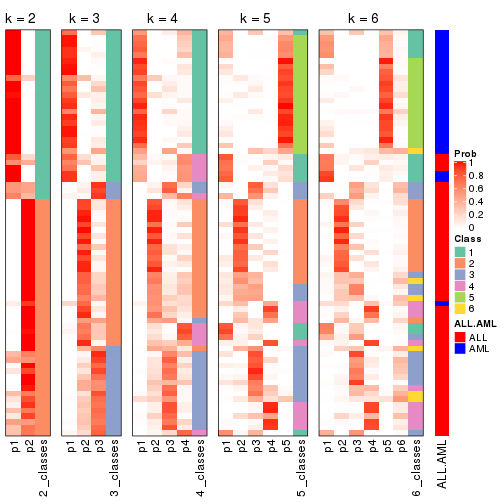 k = 2 k = 3 k = 4 k = 5 k = 6
p1 p2 2_classes p1 p2 p3 3_classes p1 p2 p3 p4 4_classes p1 p2 p3 p4 p5 5_classes p1 p2 p3 p4 p5 p6 6_classes ALL.AML
Prob
1
0.8
0.6
0.4
0.2
0
Class
1
2
3
4
5
6
ALL.AML
ALL
AML